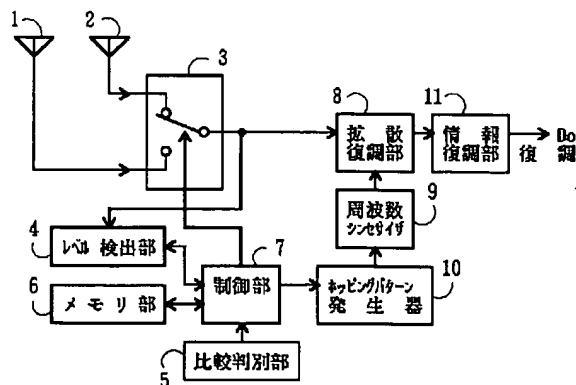 1
2
3
8
11
拡散
復調部
情報
復調部
Do
復調
9
周波数
シンセサイザ
4
レベル検出部
7
制御部
6
メモリ部
ホッピングパターン
発生器
10
5
比較判別部